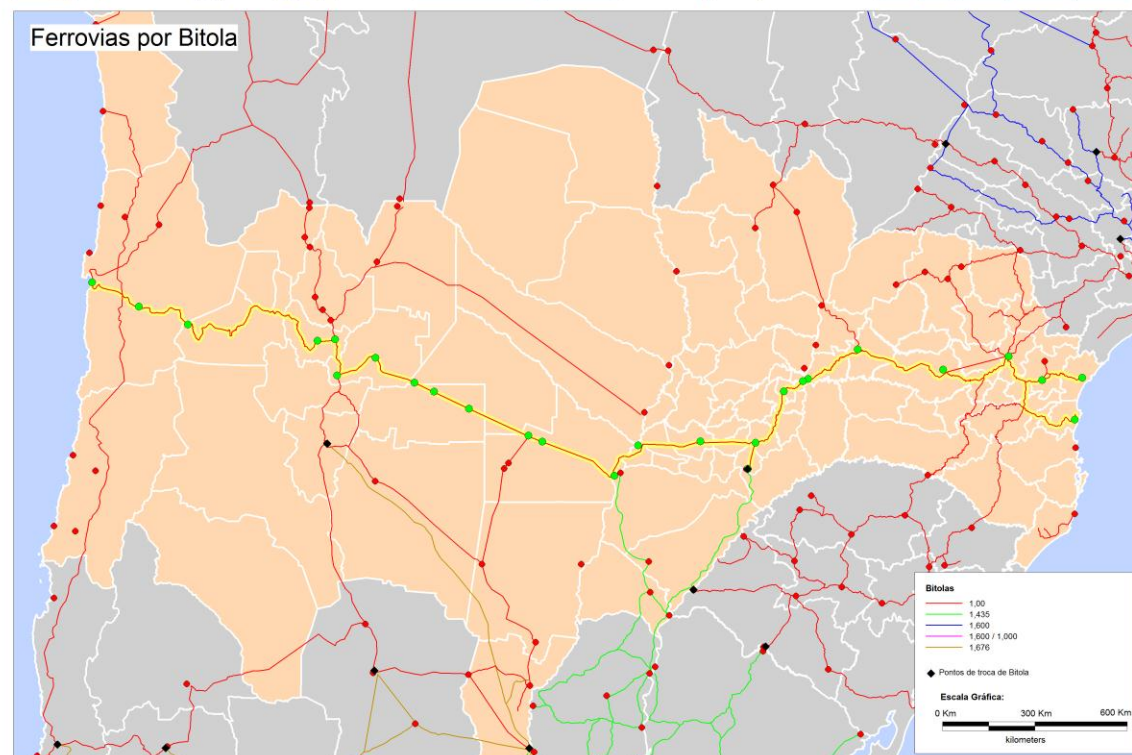 Ferrovias por Bitola
Bitolas
1,00
1,435
1,600
1,600 / 1,000
1,676
Pontos de troca de Bitola
Escala Gráfica:
0 Km 300 Km 600 Km
kilometers